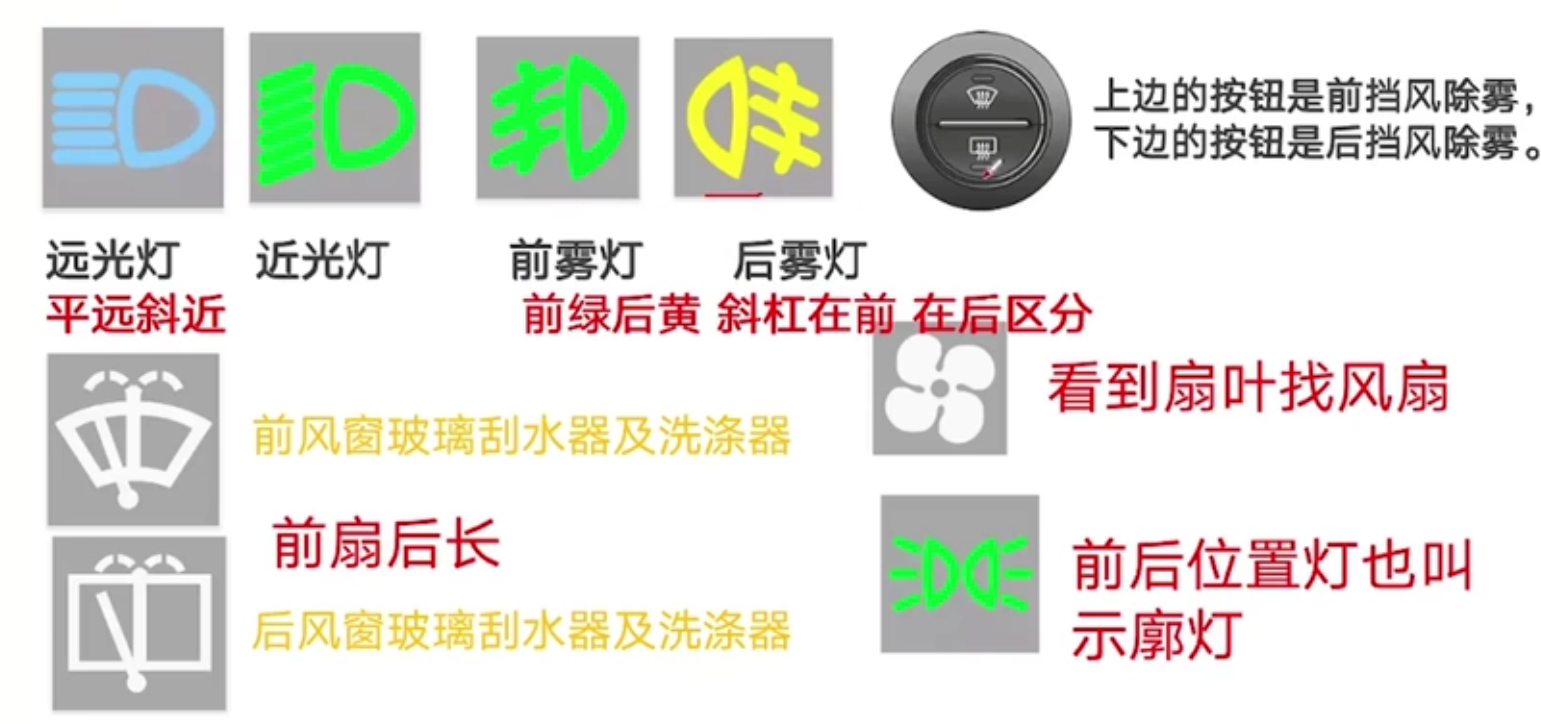 上边的按钮是前挡风除雾，
下边的按钮是后挡风除雾。
远光灯
近光灯
前雾灯
后雾灯
平远斜近
前绿后黄 斜杠在前 在后区分
看到扇叶找风扇
前风窗玻璃刮水器及洗涤器
前扇后长
后风窗玻璃刮水器及洗涤器
前后位置灯也叫
示廓灯